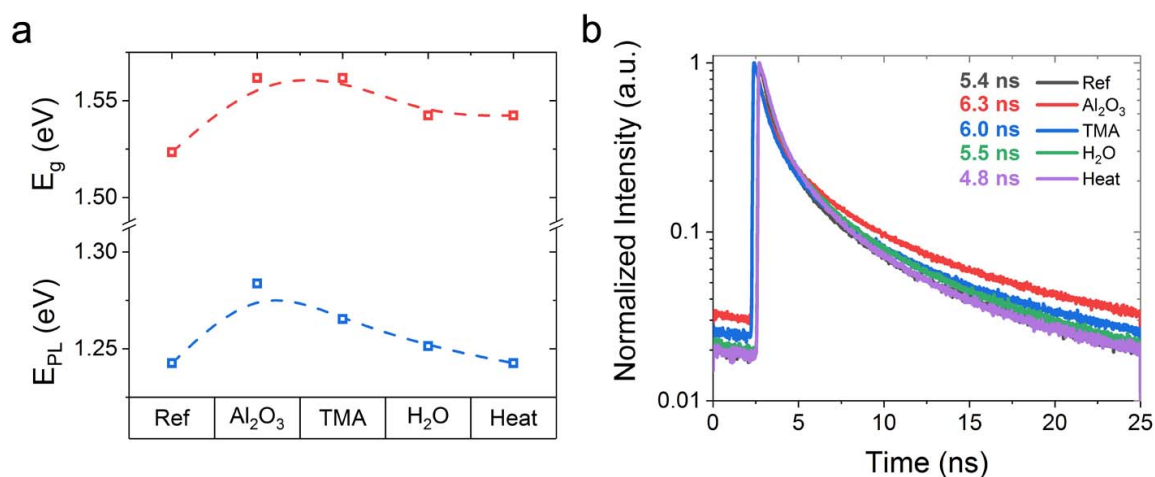 a
E_g (eV)
1.55
1.50
E_PL (eV)
1.30
1.25
Ref Al₂O₃ TMA H₂O Heat
b
Normalized Intensity (a.u.)
1
0.1
0.01
5.4 ns Ref
6.3 ns Al₂O₃
6.0 ns TMA
5.5 ns H₂O
4.8 ns Heat
0 5 10 15 20 25
Time (ns)